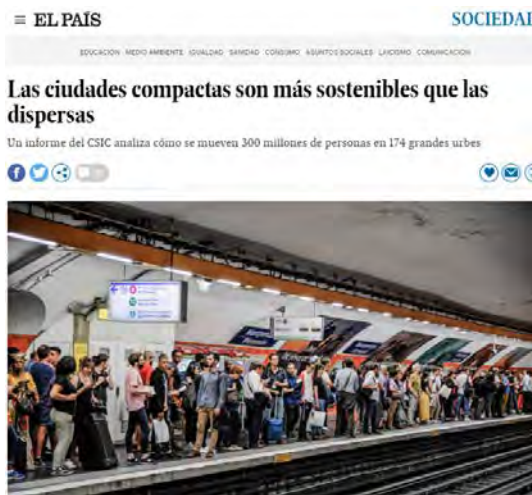 EL PAÍS
SOCIEDAD
EDUCACIÓN MEDIO AMBIENTE IGUALDAD SANIDAD CONSUMO ASUNTOS SOCIALES LAICISMO COMUNICACIÓN
Las ciudades compactas son más sostenibles que las
dispersas
Un informe del CSIC analiza cómo se mueven 300 millones de personas en 174 grandes urbes